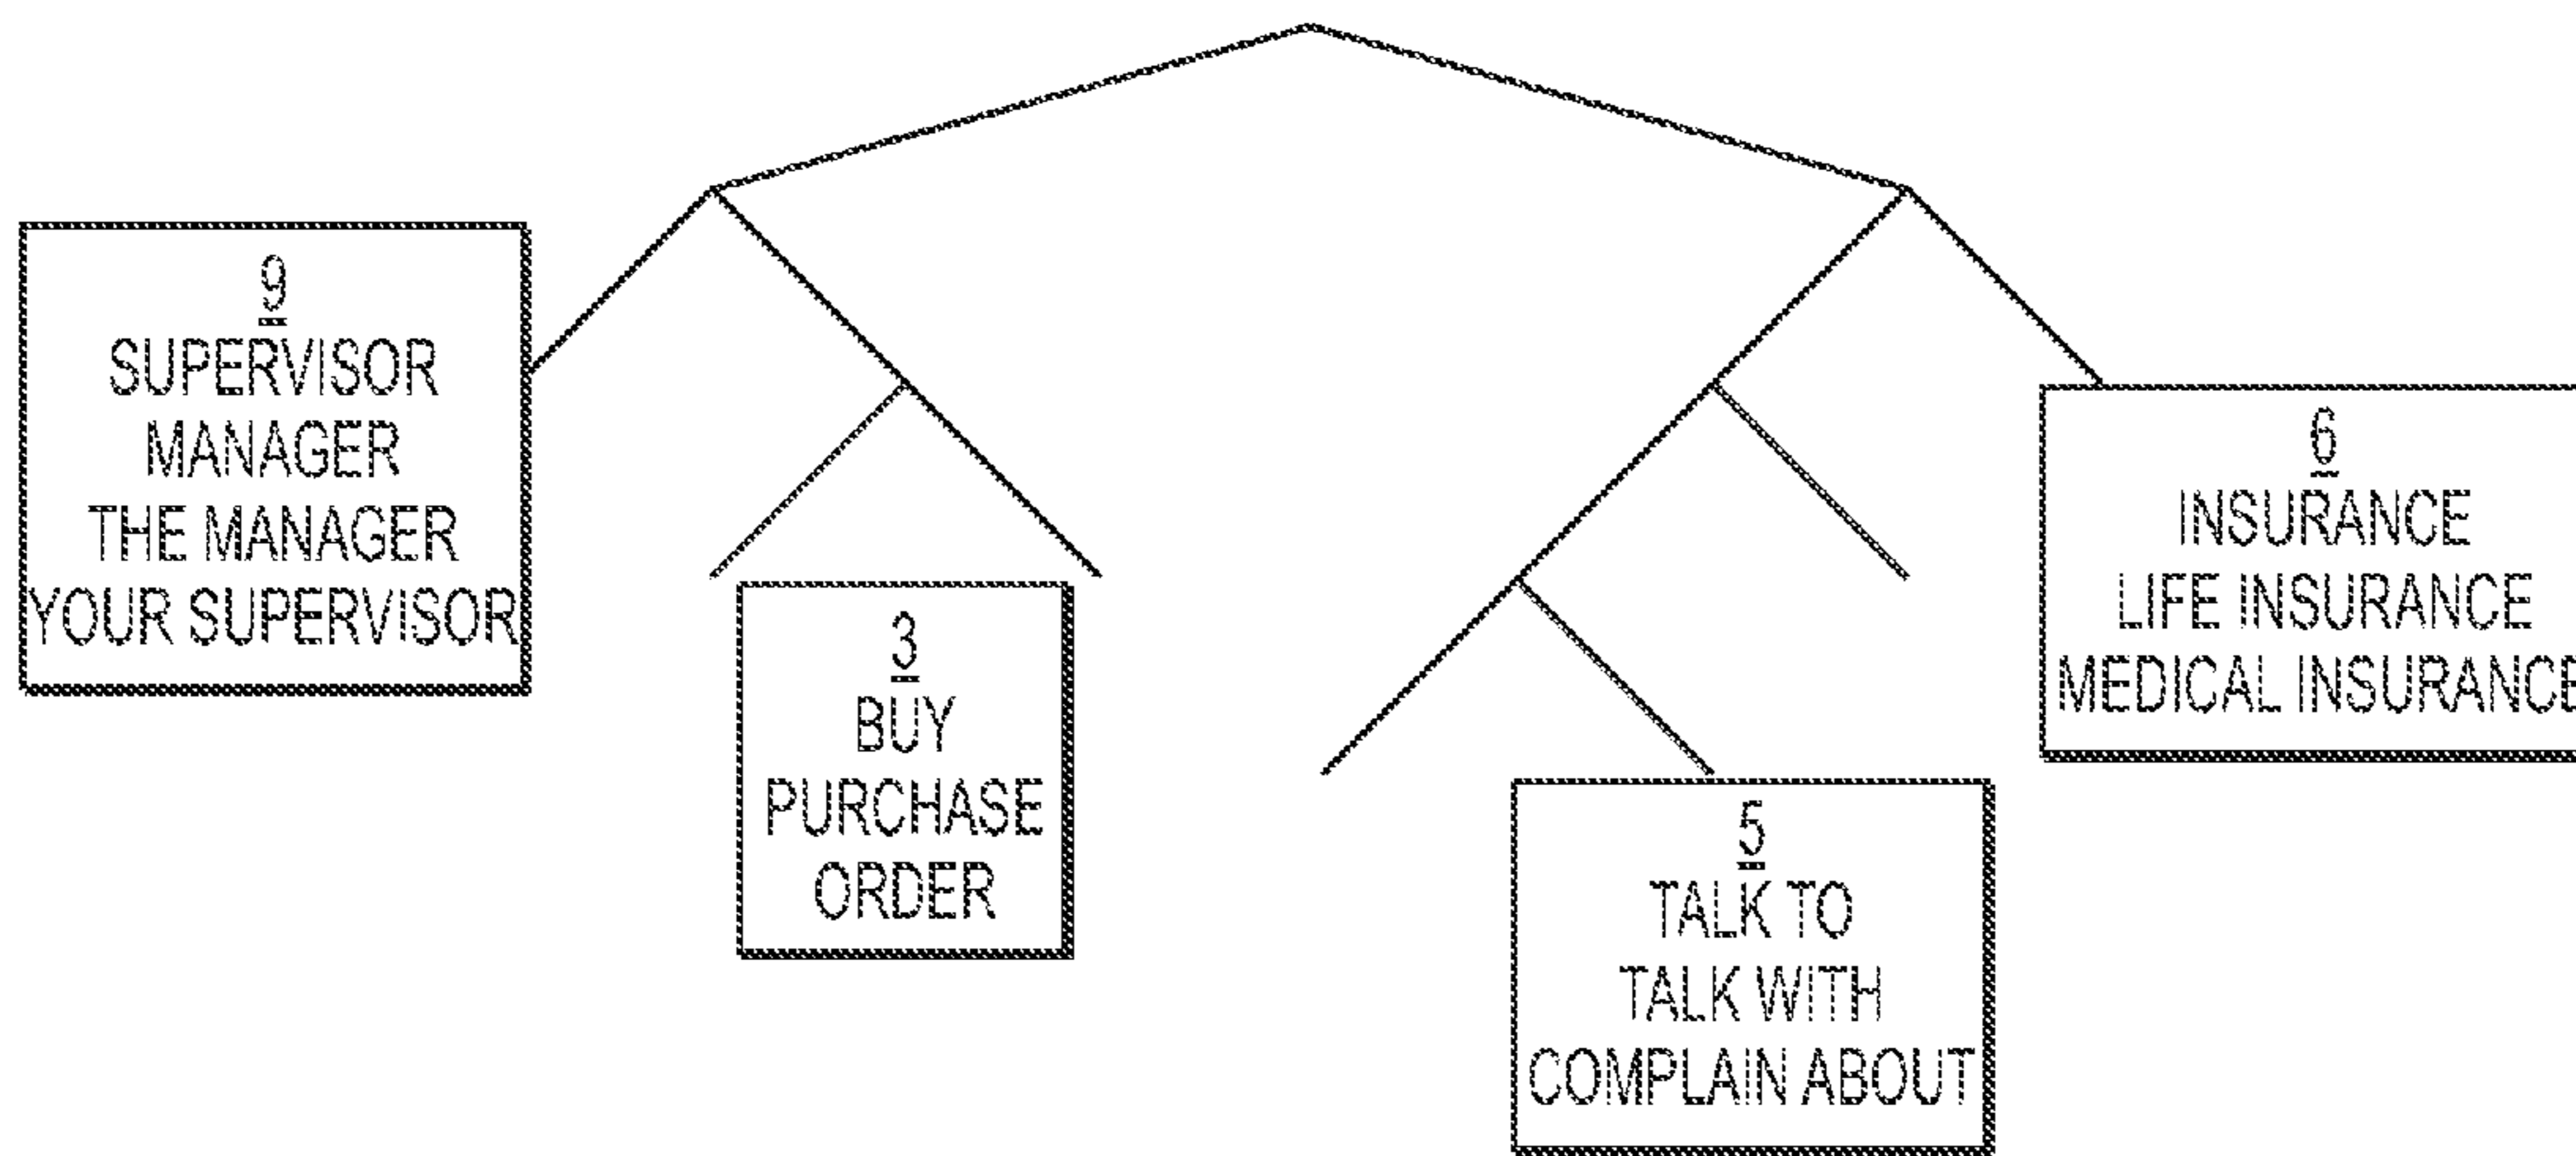 9
SUPERVISOR
MANAGER
THE MANAGER
YOUR SUPERVISOR
3
BUY
PURCHASE
ORDER
5
TALK TO
TALK WITH
COMPLAIN ABOUT
6
INSURANCE
LIFE INSURANCE
MEDICAL INSURANCE